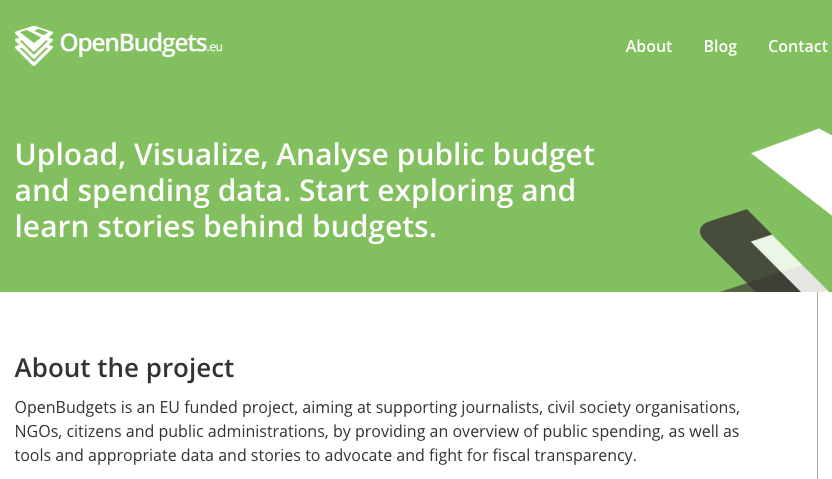 OpenBudgets.eu
About Blog Contact
Upload, Visualize, Analyse public budget
and spending data. Start exploring and
learn stories behind budgets.
About the project
OpenBudgets is an EU funded project, aiming at supporting journalists, civil society organisations,
NGOs, citizens and public administrations, by providing an overview of public spending, as well as
tools and appropriate data and stories to advocate and fight for fiscal transparency.